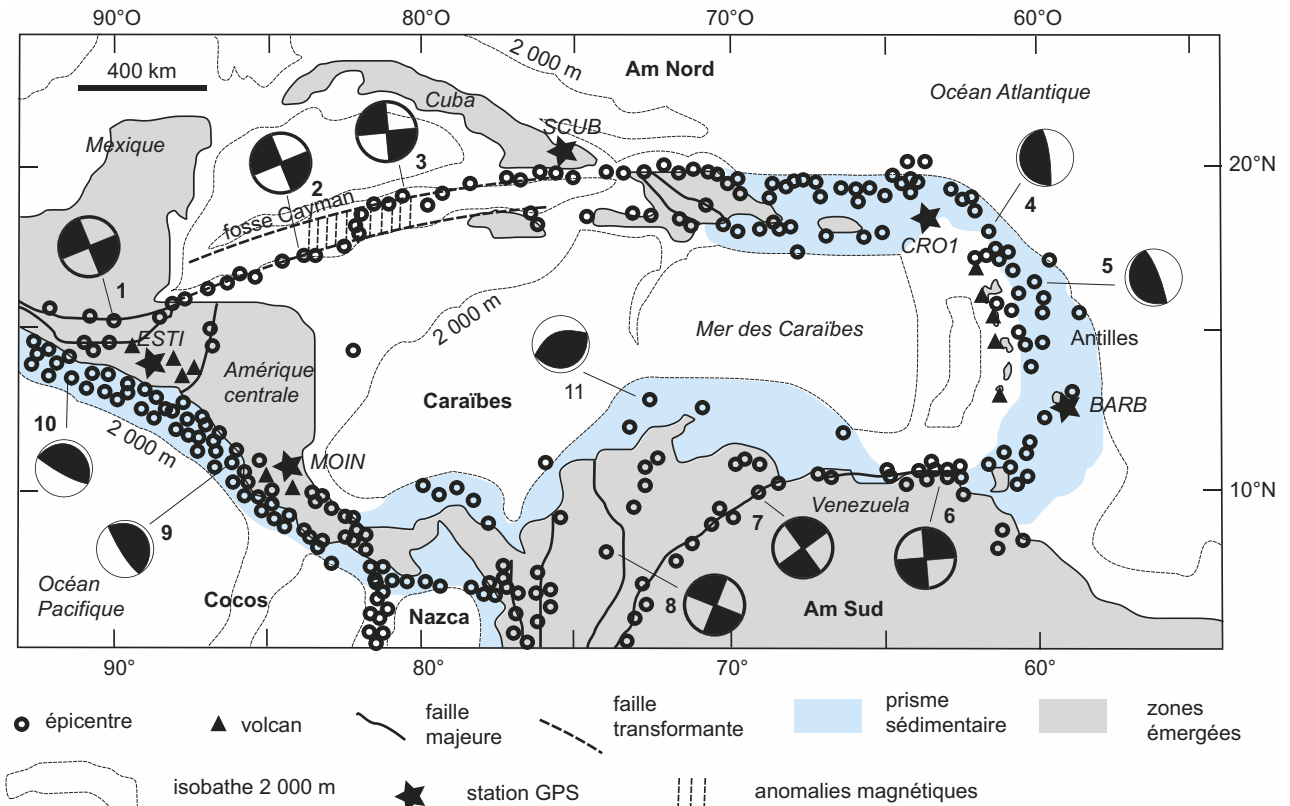 90°O
80°O
70°O
60°O
400 km
2 000 m
Am Nord
Océan Atlantique
Cuba
SCUB
Mexique
3
2
4
20°N
fosse Cayman
CRO1
5
1
ESTI
2 000 m
Mer des Caraïbes
Antilles
Amérique
centrale
11
Caraïbes
BARB
10
2 000 m
MOIN
10°N
Venezuela
9
7
6
8
Océan
Pacifique
Cocos
Nazca
Am Sud
90°
80°
70°
60°
épicentre
volcan
faille
majeure
faille
transformante
prisme
sédimentaire
zones
émergées
isobathe 2 000 m
station GPS
anomalies magnétiques